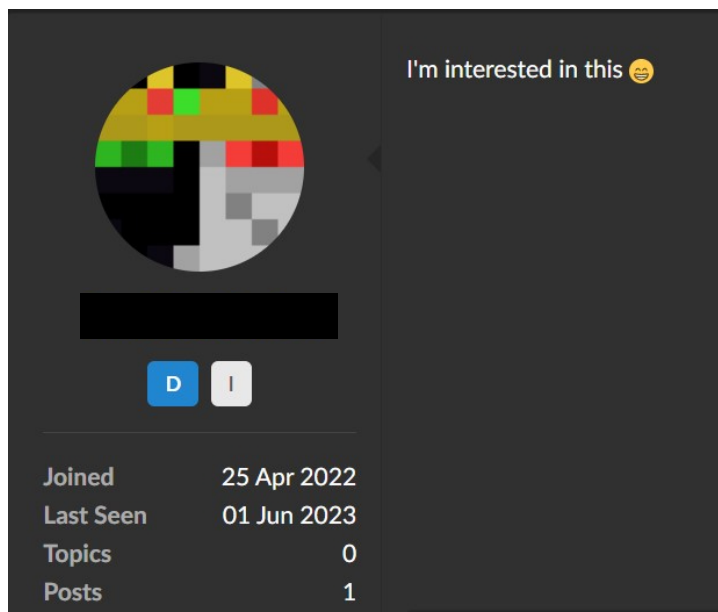 I'm interested in this 😁
D I
Joined 25 Apr 2022
Last Seen 01 Jun 2023
Topics 0
Posts 1